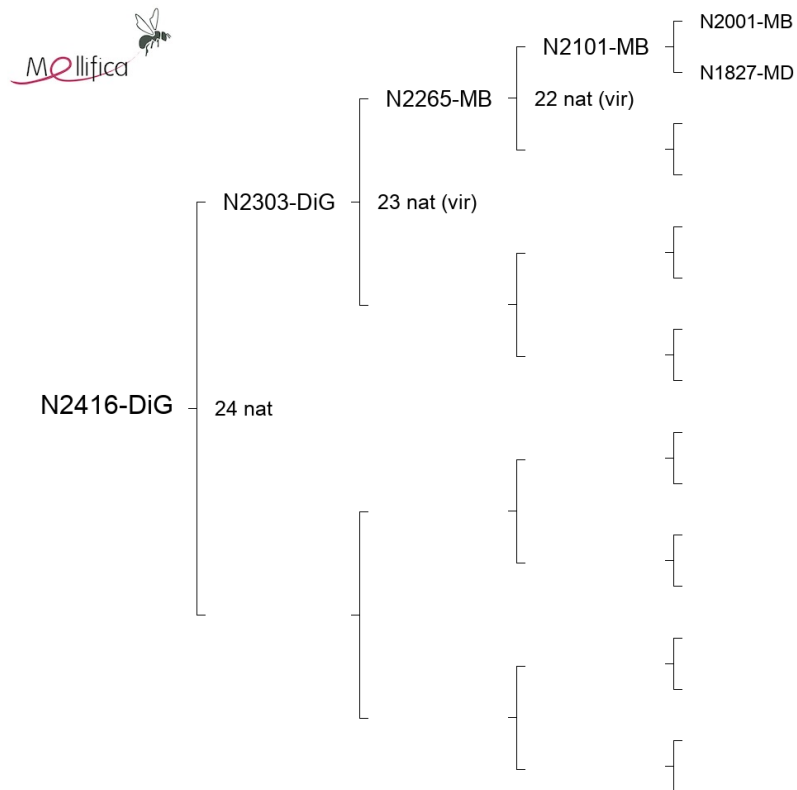 Mellifica
N2001-MB
N2101-MB
N1827-MD
N2265-MB
22 nat (vir)
N2303-DiG
23 nat (vir)
N2416-DiG
24 nat